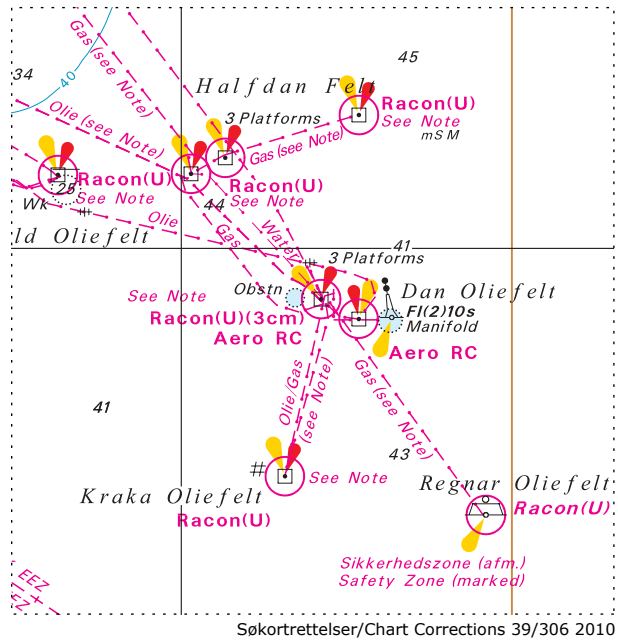 34
40
Gas (see Note)
Halfdan Felt
45
Racon(U)
See Note
mSM
3 Platforms
Olie (see Note)
Gas (see Note)
Racon(U)
See Note
Racon(U)
See Note
25
Wk
Olie
44
Gas
Water
ld Oliefelt
41
3 Platforms
See Note
Obstn
Dan Oliefelt
Fl(2)10s
Manifold
Racon(U)(3cm)
Aero RC
Aero RC
Olie/Gas
(see Note)
Gas (see Note)
41
43
See Note
Kraka Oliefelt
Racon(U)
Regnar Oliefelt
Racon(U)
Sikkerhedszone (afm.)
Safety Zone (marked)
EEZ
EEZ
Søkortrettelser/Chart Corrections 39/306 2010